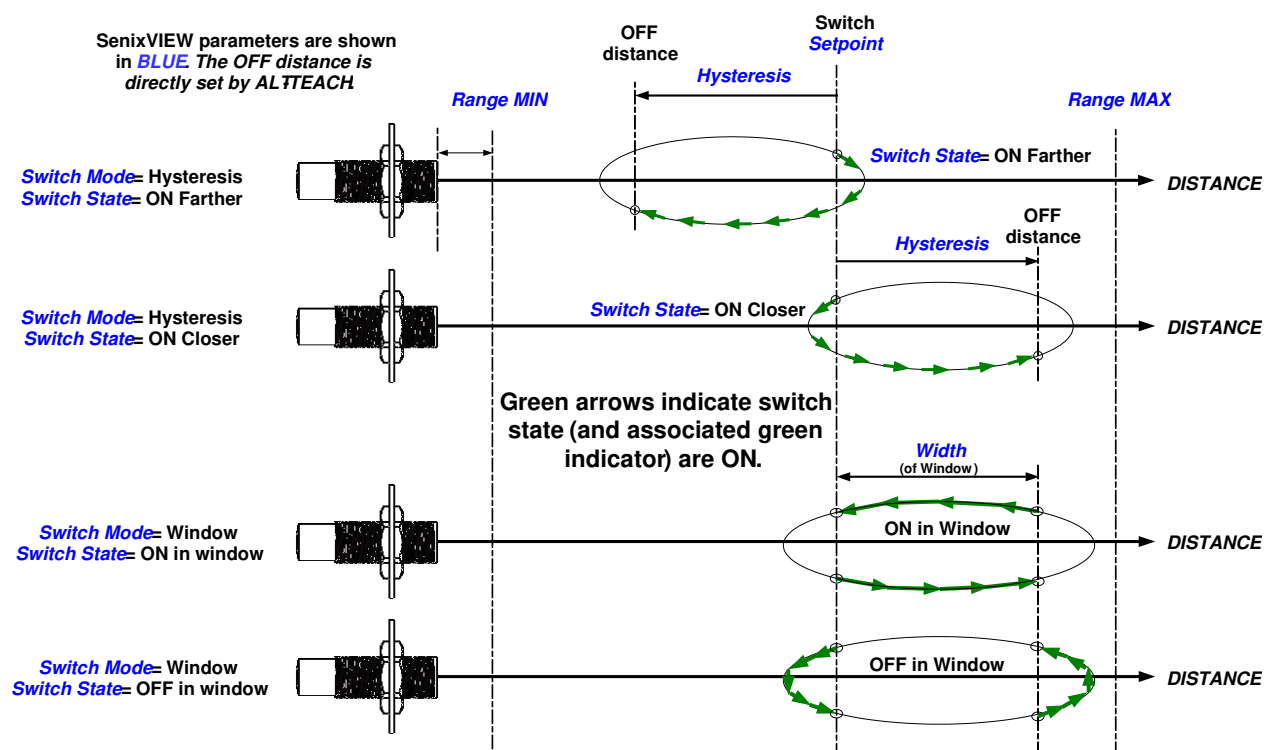 SenixVIEW parameters are shown
in BLUE. The OFF distance is
directly set by ALTTEACH.
OFF
distance
Switch
Setpoint
Hysteresis
Range MIN
Range MAX
Switch Mode= Hysteresis
Switch State= ON Farther
Switch State= ON Farther
DISTANCE
OFF
distance
Hysteresis
Switch Mode= Hysteresis
Switch State= ON Closer
Switch State= ON Closer
DISTANCE
Green arrows indicate switch
state (and associated green
indicator) are ON.
Width
(of Window)
Switch Mode= Window
Switch State= ON in window
ON in Window
DISTANCE
Switch Mode= Window
Switch State= OFF in window
OFF in Window
DISTANCE